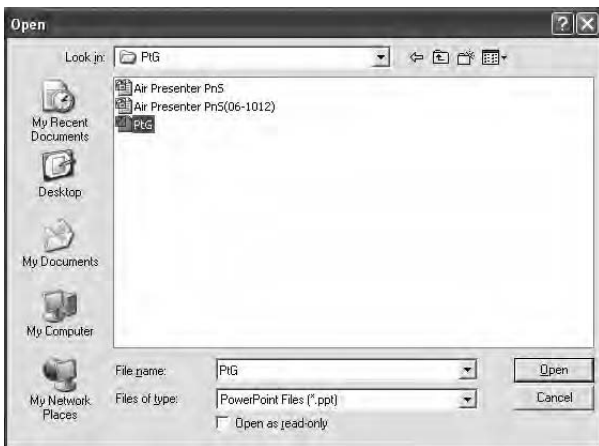 Open
Look in: PtG
Air Presenter PnS
Air Presenter PnS(06-1012)
PtG
My Recent
Documents
Desktop
My Documents
My Computer
My Network
Places
File name: PtG Open
Files of type: PowerPoint Files (*.ppt) Cancel
Open as read-only